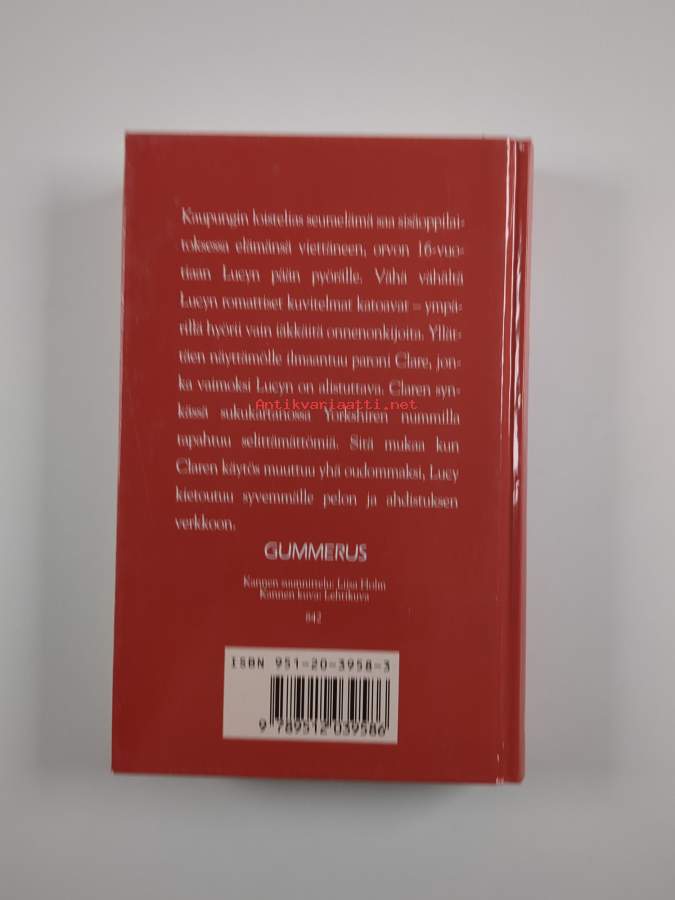 Kaupungin loistelias seuraelämä saa sisäoppilai-
toksessa elämänsä viettäneen, orvon 16-vuo-
tiaan Lucyn pään pyörälle. Vähä vähältä
Lucyn romattiset kuvitelmat katoavat – ympä-
rillä hyörii vain iäkkäitä onnenonkijoita. Yllät-
täen näyttämölle ilmaantuu paroni Clare, jon-
ka vaimoksi Lucyn on alistuttava. Claren syn-
Antikvariaatti.net
kässä sukukartanossa Yorkshiren nummilla
tapahtuu selittämättömiä. Sitä mukaa kun
Claren käytös muuttuu yhä oudommaksi, Lucy
kietoutuu syvemmälle pelon ja ahdistuksen
verkkoon.
GUMMERUS
Kannen suunnittelu: Liisa Holm
Kannen kuva: Lehtikuva
842
ISBN 951-20-3958-3
9 789512 039586